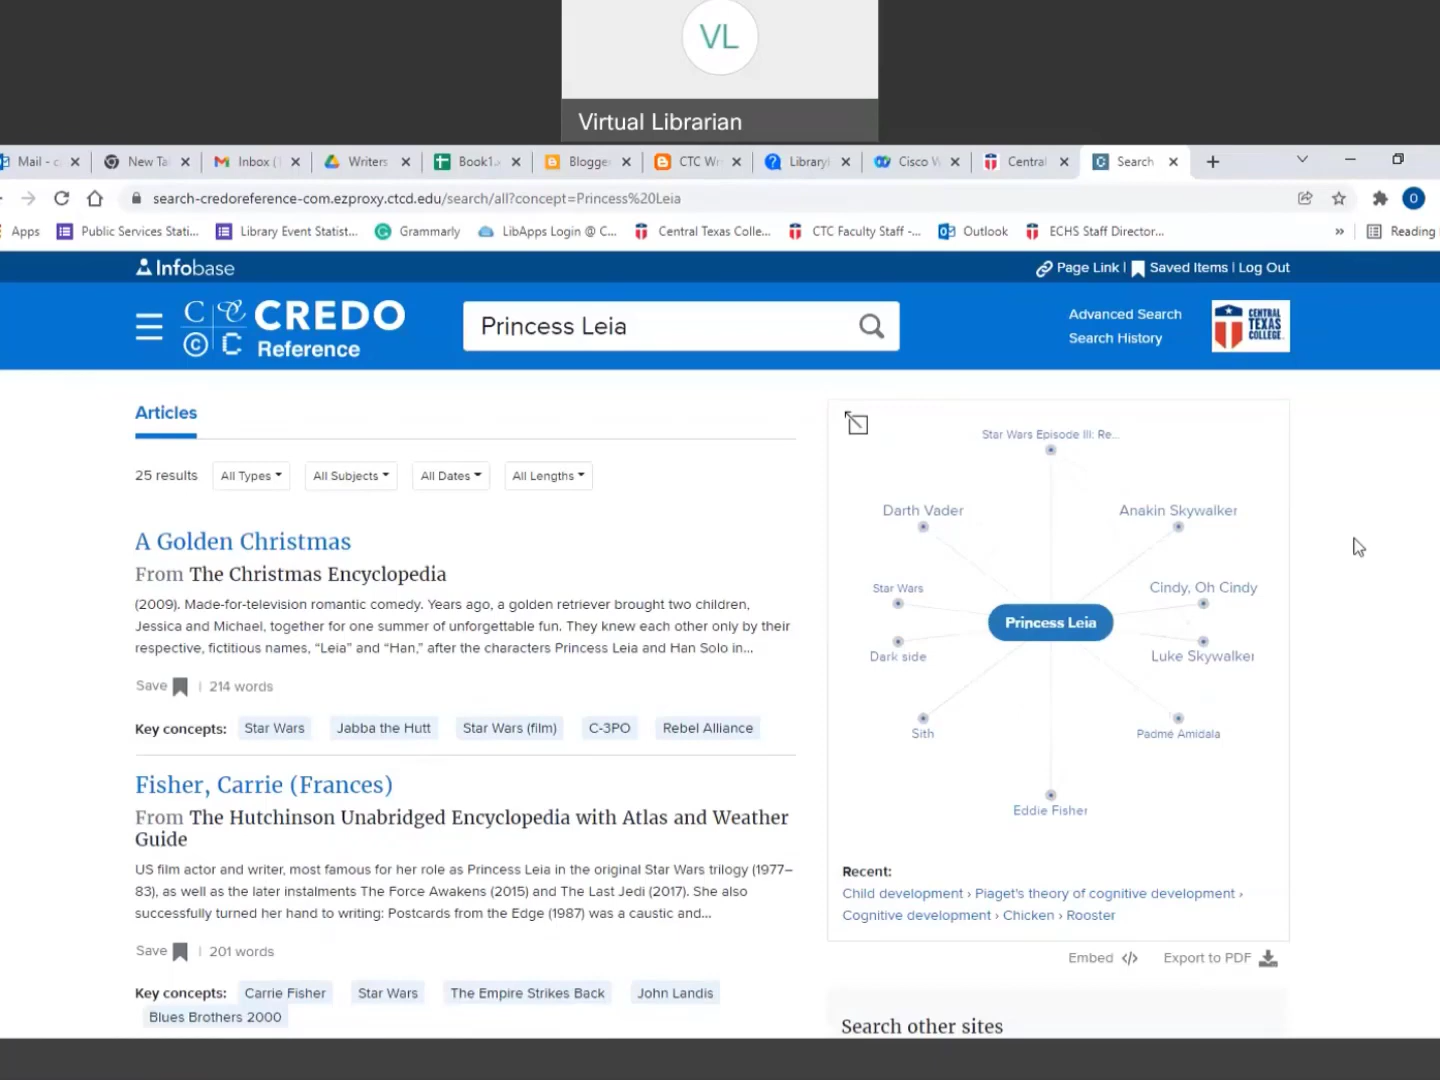 VL
Virtual Librarian
Mail - c
New Ta
Inbox (
Writers
Book1.
Blogge
CTC Wr
Library
Cisco W
Central
Search
search-credoreference-com.ezproxy.ctcd.edu/search/all?concept=Princess%20Leia
O
Apps
Public Services Stati...
Library Event Statist...
Grammarly
LibApps Login @ C...
Central Texas Colle...
CTC Faculty Staff -...
Outlook
ECHS Staff Director...
»
Reading
Infobase
Page Link | Saved Items | Log Out
CREDO
Reference
Princess Leia
Advanced Search
Search History
CENTRAL
TEXAS
COLLEGE
Articles
25 results
All Types
All Subjects
All Dates
All Lengths
A Golden Christmas
From The Christmas Encyclopedia
(2009). Made-for-television romantic comedy. Years ago, a golden retriever brought two children,
Jessica and Michael, together for one summer of unforgettable fun. They knew each other only by their
respective, fictitious names, “Leia” and “Han,” after the characters Princess Leia and Han Solo in...
Save | 214 words
Key concepts: Star Wars Jabba the Hutt Star Wars (film) C-3PO Rebel Alliance
Fisher, Carrie (Frances)
From The Hutchinson Unabridged Encyclopedia with Atlas and Weather
Guide
US film actor and writer, most famous for her role as Princess Leia in the original Star Wars trilogy (1977–
83), as well as the later instalments The Force Awakens (2015) and The Last Jedi (2017). She also
successfully turned her hand to writing: Postcards from the Edge (1987) was a caustic and...
Save | 201 words
Key concepts: Carrie Fisher Star Wars The Empire Strikes Back John Landis
Blues Brothers 2000
Star Wars Episode III: Re...
Darth Vader
Anakin Skywalker
Star Wars
Cindy, Oh Cindy
Princess Leia
Dark side
Luke Skywalker
Sith
Padmé Amidala
Eddie Fisher
Recent:
Child development › Piaget's theory of cognitive development ›
Cognitive development › Chicken › Rooster
Embed </>
Export to PDF
Search other sites